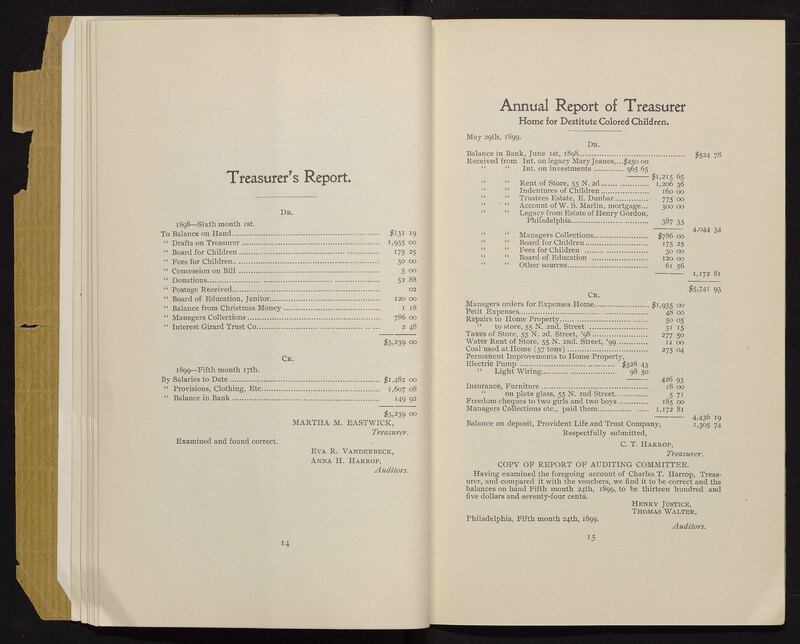 Treasurer's Report.
DR.
1898—Sixth month 1st.
To Balance on Hand........ $131 19
" Drafts on Treasurer........ 1,935 00
" Board for Children........ 175 25
" Fees for Children........ 30 00
" Concession on Bill........ 5 00
" Donations........ 52 88
" Postage Received........ 02
" Board of Education, Janitor........ 120 00
" Balance from Christmas Money........ 1 18
" Managers Collections........ 786 00
" Interest Girard Trust Co........ 2 48
$3,239 00
CR.
1899—Fifth month 17th.
By Salaries to Date........ $1,482 00
" Provisions, Clothing, Etc........ 1,607 08
" Balance in Bank........ 149 92
$3,239 00
MARTHA M. EASTWICK,
Treasurer.
Examined and found correct.
EVA R. VANDERBECK,
ANNA H. HARROP,
Auditors.
14
Annual Report of Treasurer
Home for Destitute Colored Children.
May 29th, 1899.
DR.
Balance in Bank, June 1st, 1898........ $524 78
Received from Int. on legacy Mary Jeanes,...$250 00
" " Int. on investments........ 965 65
$1,215 65
" " Rent of Store, 55 N. 2d........ 1,206 36
" " Indentures of Children........ 160 00
" " Trustees Estate, E. Dunbar........ 775 00
" " Account of W. S. Marlin, mortgage... 300 00
" " Legacy from Estate of Henry Gordon,
Philadelphia........ 387 33
4,044 34
" " Managers Collections........ $786 00
" " Board for Children........ 175 25
" " Fees for Children........ 30 00
" " Board of Education........ 120 00
" " Other sources........ 61 56
1,172 81
$5,741 93
CR.
Managers orders for Expenses Home........ $1,935 00
Petit Expenses........ 48 00
Repairs to Home Property........ 50 05
" to store, 55 N. 2nd. Street........ 31 15
Taxes of Store, 55 N. 2d. Street, '98........ 277 50
Water Rent of Store, 55 N. 2nd. Street, '99........ 11 00
Coal used at Home (57 tons)........ 275 04
Permanent Improvements to Home Property,
Electric Pump........ $328 43
" Light Wiring........ 98 50
426 93
Insurance, Furniture........ 18 00
" on plate glass, 55 N. 2nd Street........ 5 71
Freedom cheques to two girls and two boys........ 185 00
Managers Collections etc., paid them........ 1,172 81
4,436 19
Balance on deposit, Provident Life and Trust Company, 1,305 74
Respectfully submitted,
C. T. HARROP,
Treasurer.
COPY OF REPORT OF AUDITING COMMITTEE.
Having examined the foregoing account of Charles T. Harrop, Treas-
urer, and compared it with the vouchers, we find it to be correct and the
balances on hand Fifth month 24th, 1899, to be thirteen hundred and
five dollars and seventy-four cents.
HENRY JUSTICE,
THOMAS WALTER,
Philadelphia, Fifth month 24th, 1899.
Auditors.
15